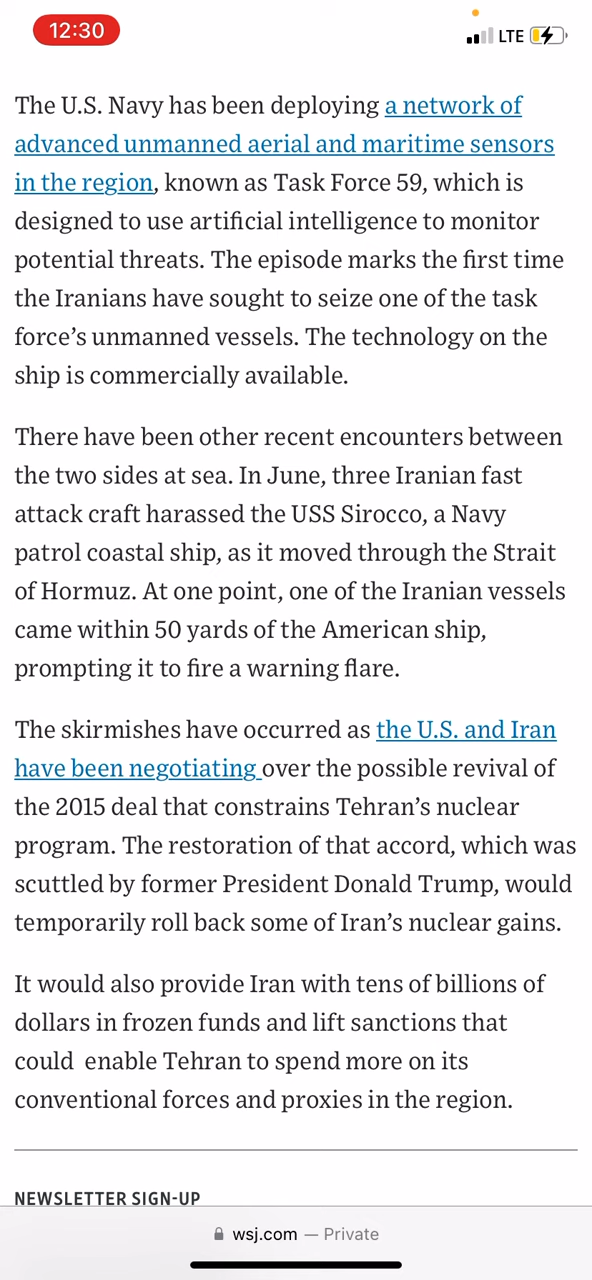 12:30
LTE
The U.S. Navy has been deploying a network of
advanced unmanned aerial and maritime sensors
in the region, known as Task Force 59, which is
designed to use artificial intelligence to monitor
potential threats. The episode marks the first time
the Iranians have sought to seize one of the task
force’s unmanned vessels. The technology on the
ship is commercially available.
There have been other recent encounters between
the two sides at sea. In June, three Iranian fast
attack craft harassed the USS Sirocco, a Navy
patrol coastal ship, as it moved through the Strait
of Hormuz. At one point, one of the Iranian vessels
came within 50 yards of the American ship,
prompting it to fire a warning flare.
The skirmishes have occurred as the U.S. and Iran
have been negotiating over the possible revival of
the 2015 deal that constrains Tehran’s nuclear
program. The restoration of that accord, which was
scuttled by former President Donald Trump, would
temporarily roll back some of Iran’s nuclear gains.
It would also provide Iran with tens of billions of
dollars in frozen funds and lift sanctions that
could  enable Tehran to spend more on its
conventional forces and proxies in the region.
NEWSLETTER SIGN-UP
wsj.com — Private